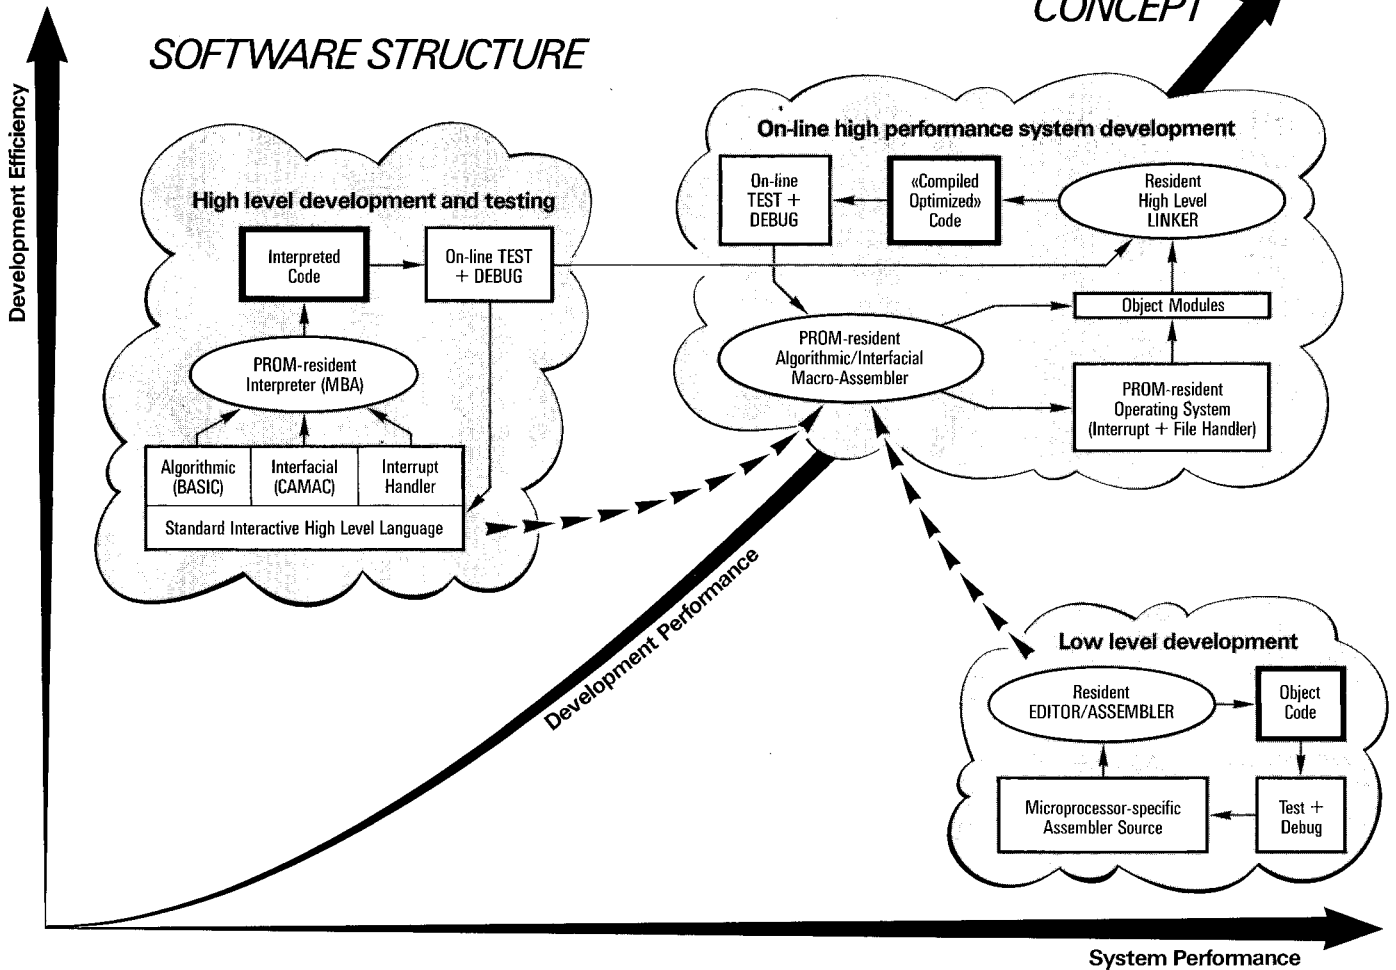 CONCEPT
SOFTWARE STRUCTURE
Development Efficiency
High level development and testing
Interpreted
Code
On-line TEST
+ DEBUG
PROM-resident
Interpreter (MBA)
Algorithmic
(BASIC)
Interfacial
(CAMAC)
Interrupt
Handler
Standard Interactive High Level Language
On-line high performance system development
On-line
TEST +
DEBUG
«Compiled
Optimized»
Code
Resident
High Level
LINKER
Object Modules
PROM-resident
Algorithmic/Interfacial
Macro-Assembler
PROM-resident
Operating System
(Interrupt + File Handler)
Development Performance
Low level development
Resident
EDITOR/ASSEMBLER
Object
Code
Microprocessor-specific
Assembler Source
Test +
Debug
System Performance